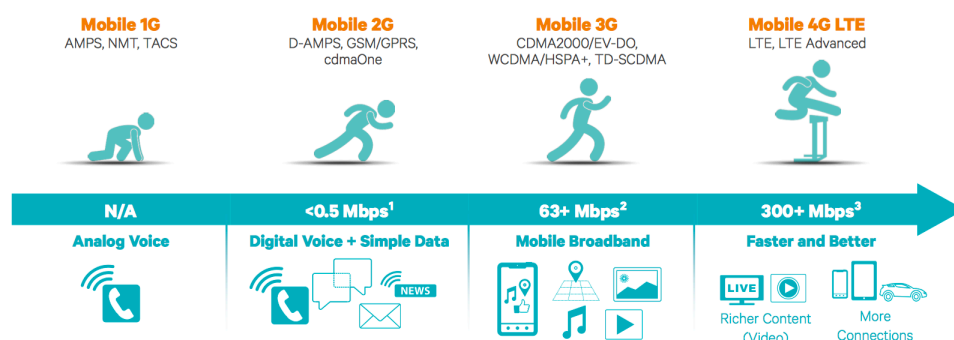 Mobile 1G
AMPS, NMT, TACS
Mobile 2G
D-AMPS, GSM/GPRS,
cdmaOne
Mobile 3G
CDMA2000/EV-DO,
WCDMA/HSPA+, TD-SCDMA
Mobile 4G LTE
LTE, LTE Advanced
N/A
<0.5 Mbps¹
63+ Mbps²
300+ Mbps³
Analog Voice
Digital Voice + Simple Data
Mobile Broadband
Faster and Better
NEWS
LIVE
Richer Content
(Video)
More
Connections